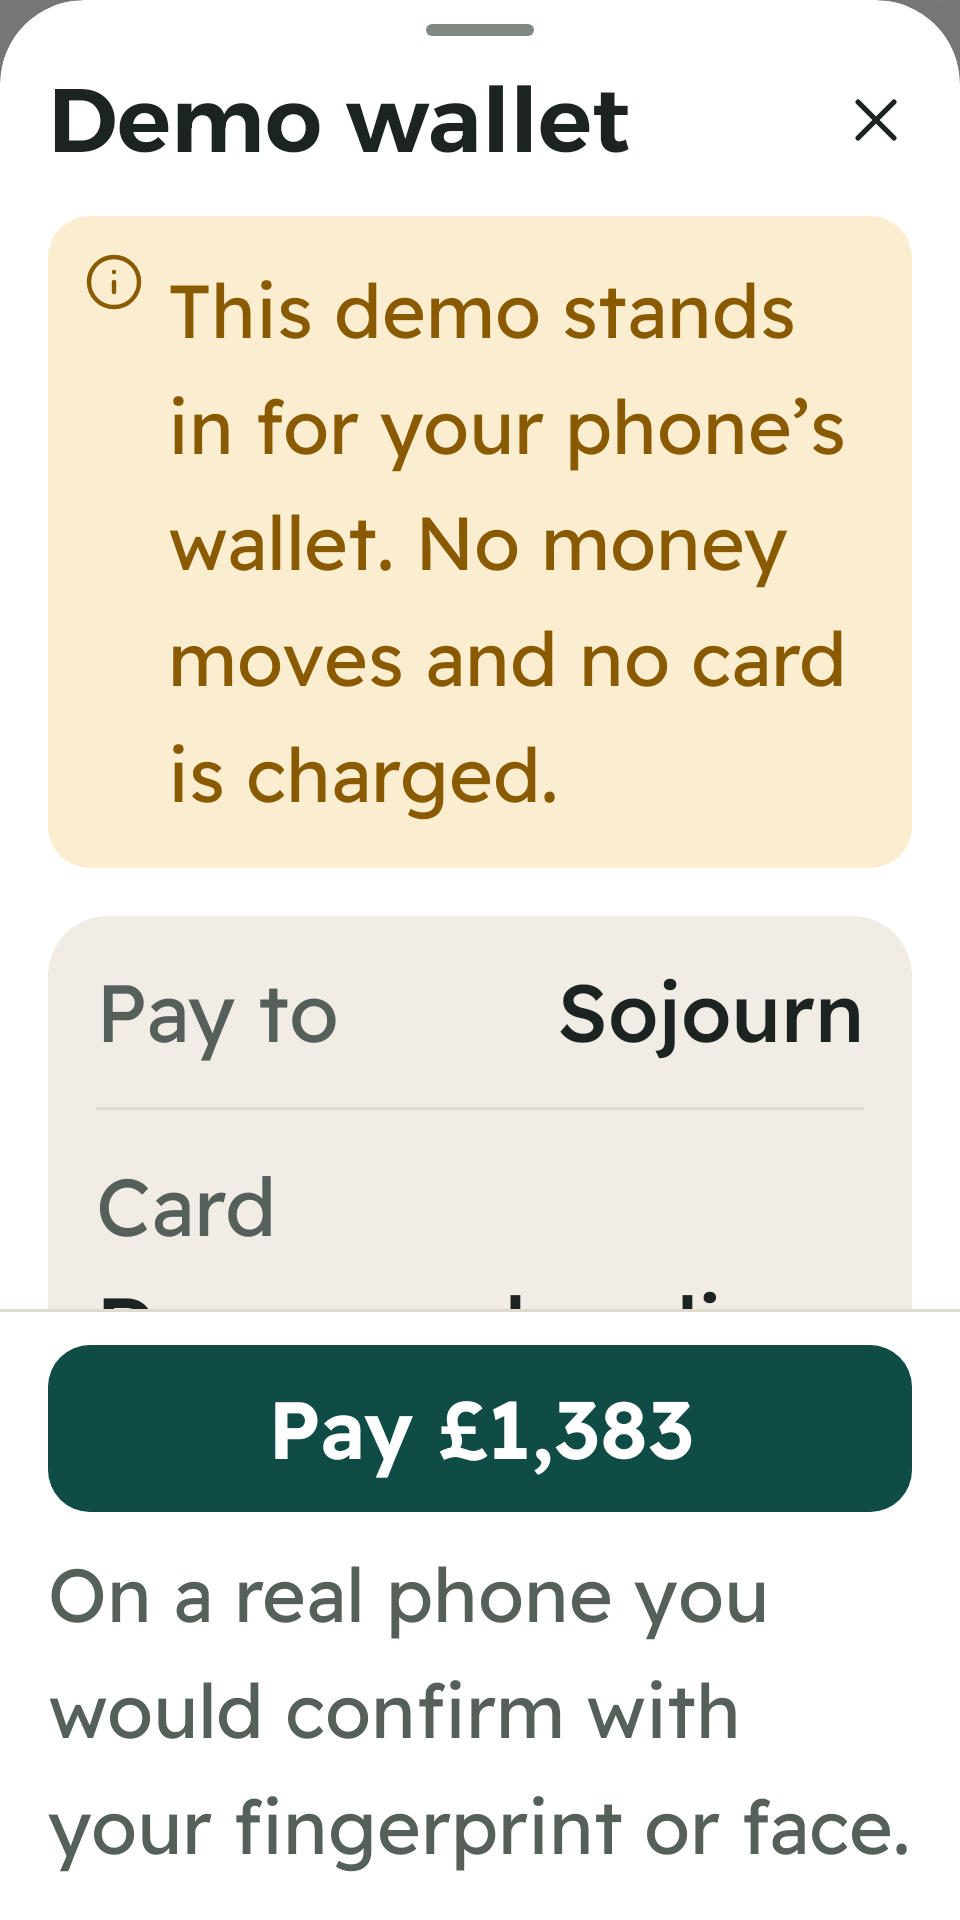 Demo wallet
This demo stands
in for your phone’s
wallet. No money
moves and no card
is charged.
Pay to Sojourn
Card
Pay £1,383
On a real phone you
would confirm with
your fingerprint or face.